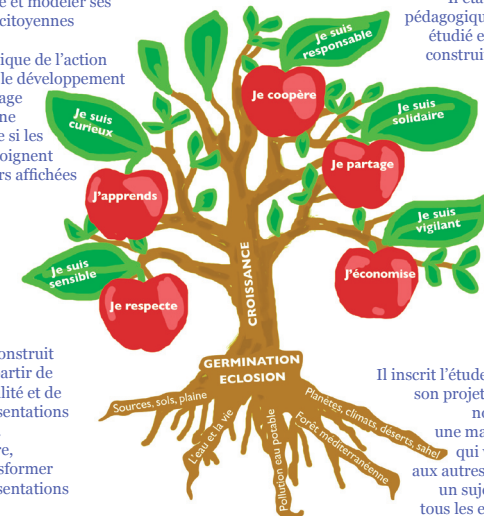 e et modeler ses
citoyennes
ique de l'action
le développement
age
ne
e si les
oignent
rs affichées
Il
pédagogiqu
étudié e
construi
Je suis
responsable
Je coopère
Je suis
curieux
Je suis
solidaire
Je partage
J'apprends
Je suis
vigilant
Je suis
sensible
J'économise
Je respecte
CROISSANCE
GERMINATION
ECLOSION
Sources, sols, plaine
L'eau et la vie
Pollution eau potable
Forêt méditerranéenne
Planètes, climats, déserts, sahel
onstruit
artir de
lité et de
sentations
re,
sformer
sentations
Il inscrit l'étude
son projet
n
une ma
qui
aux autres
un suj
tous les e